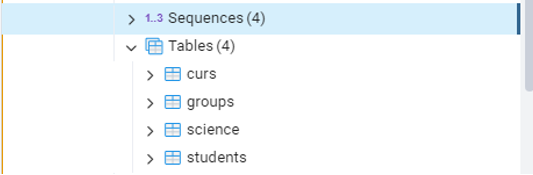 1..3 Sequences (4)
Tables (4)
curs
groups
science
students